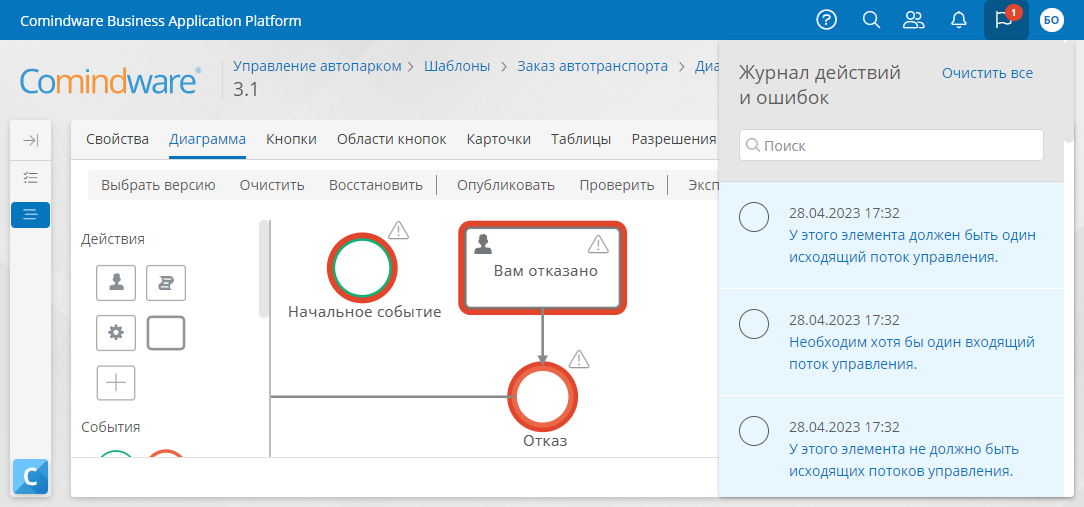 Comindware Business Application Platform
1
БО
Comindware®
Управление автопарком > Шаблоны > Заказ автотранспорта > Диа
3.1
Журнал действий
и ошибок
Очистить все
Поиск
Свойства Диаграмма Кнопки Области кнопок Карточки Таблицы Разрешения
Выбрать версию Очистить Восстановить Опубликовать Проверить Эксп
Действия
События
Начальное событие
Вам отказано
Отказ
28.04.2023 17:32
У этого элемента должен быть один
исходящий поток управления.
28.04.2023 17:32
Необходим хотя бы один входящий
поток управления.
28.04.2023 17:32
У этого элемента не должно быть
исходящих потоков управления.
C